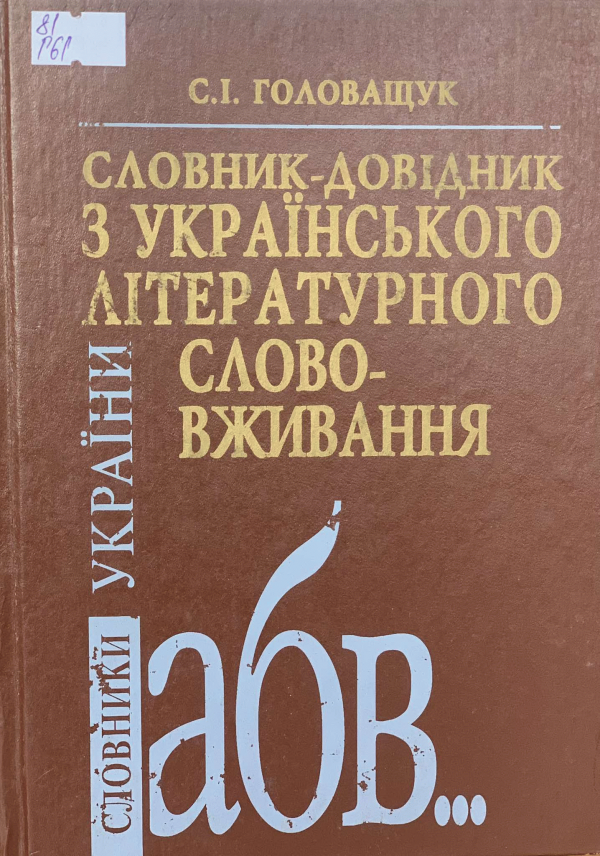 81
Г61
С.І. ГОЛОВАЩУК
СЛОВНИК-ДОВІДНИК
З УКРАЇНСЬКОГО
ЛІТЕРАТУРНОГО
СЛОВО-
ВЖИВАННЯ
СЛОВНИКИ УКРАЇНИ
абв...